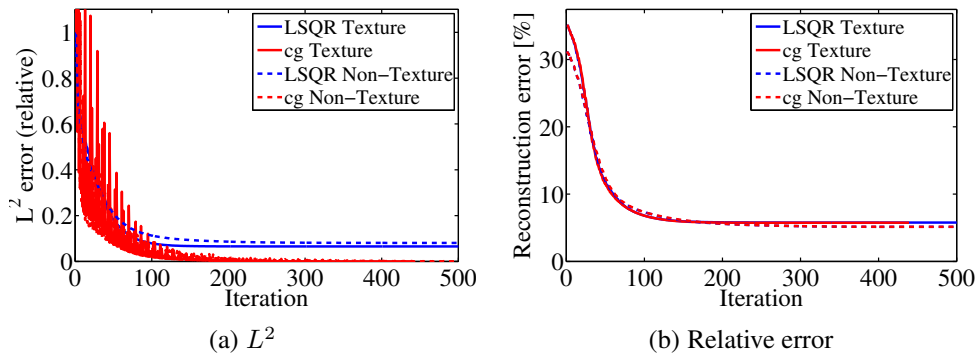 LSQR Texture
cg Texture
LSQR Non−Texture
cg Non−Texture
L² error (relative)
1
0.8
0.6
0.4
0.2
0
0 100 200 300 400 500
Iteration
(a) L²
LSQR Texture
cg Texture
LSQR Non−Texture
cg Non−Texture
Reconstruction error [%]
30
20
10
0
0 100 200 300 400 500
Iteration
(b) Relative error